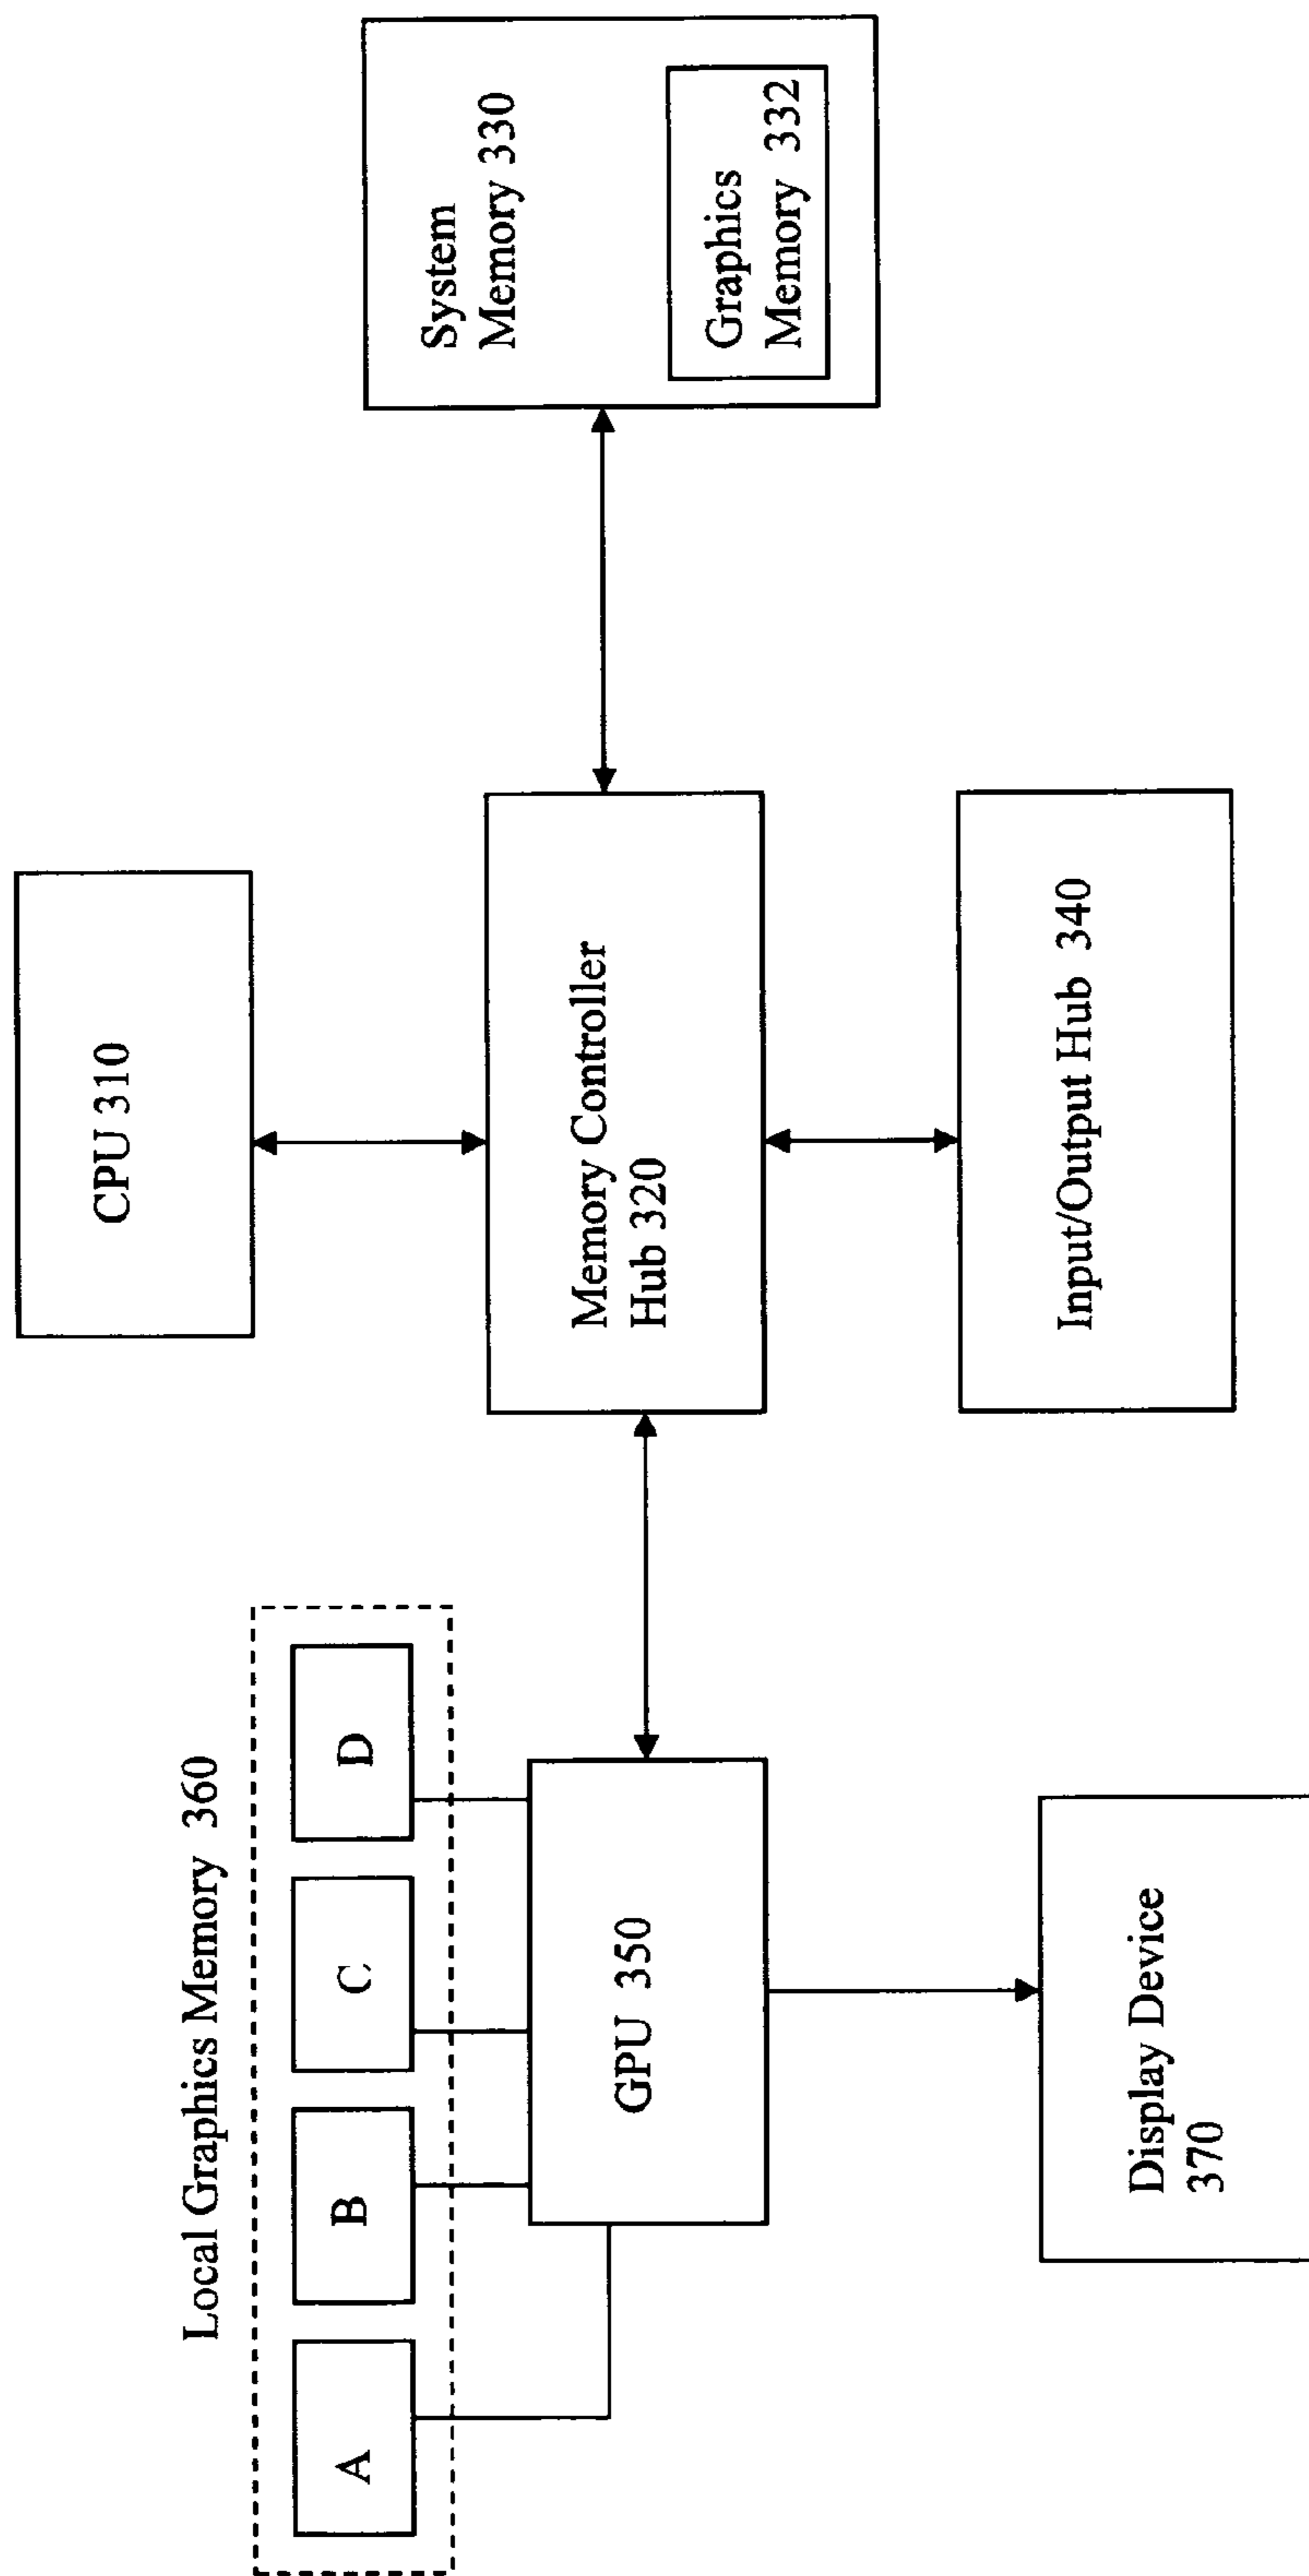 CPU 310
Local Graphics Memory 360
A
B
C
D
GPU 350
Memory Controller
Hub 320
System
Memory 330
Graphics
Memory 332
Display Device
370
Input/Output Hub 340